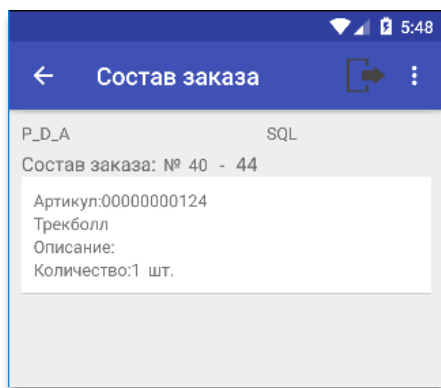 5:48
Состав заказа
P_D_A SQL
Состав заказа: № 40 - 44
Артикул:00000000124
Трекболл
Описание:
Количество:1 шт.